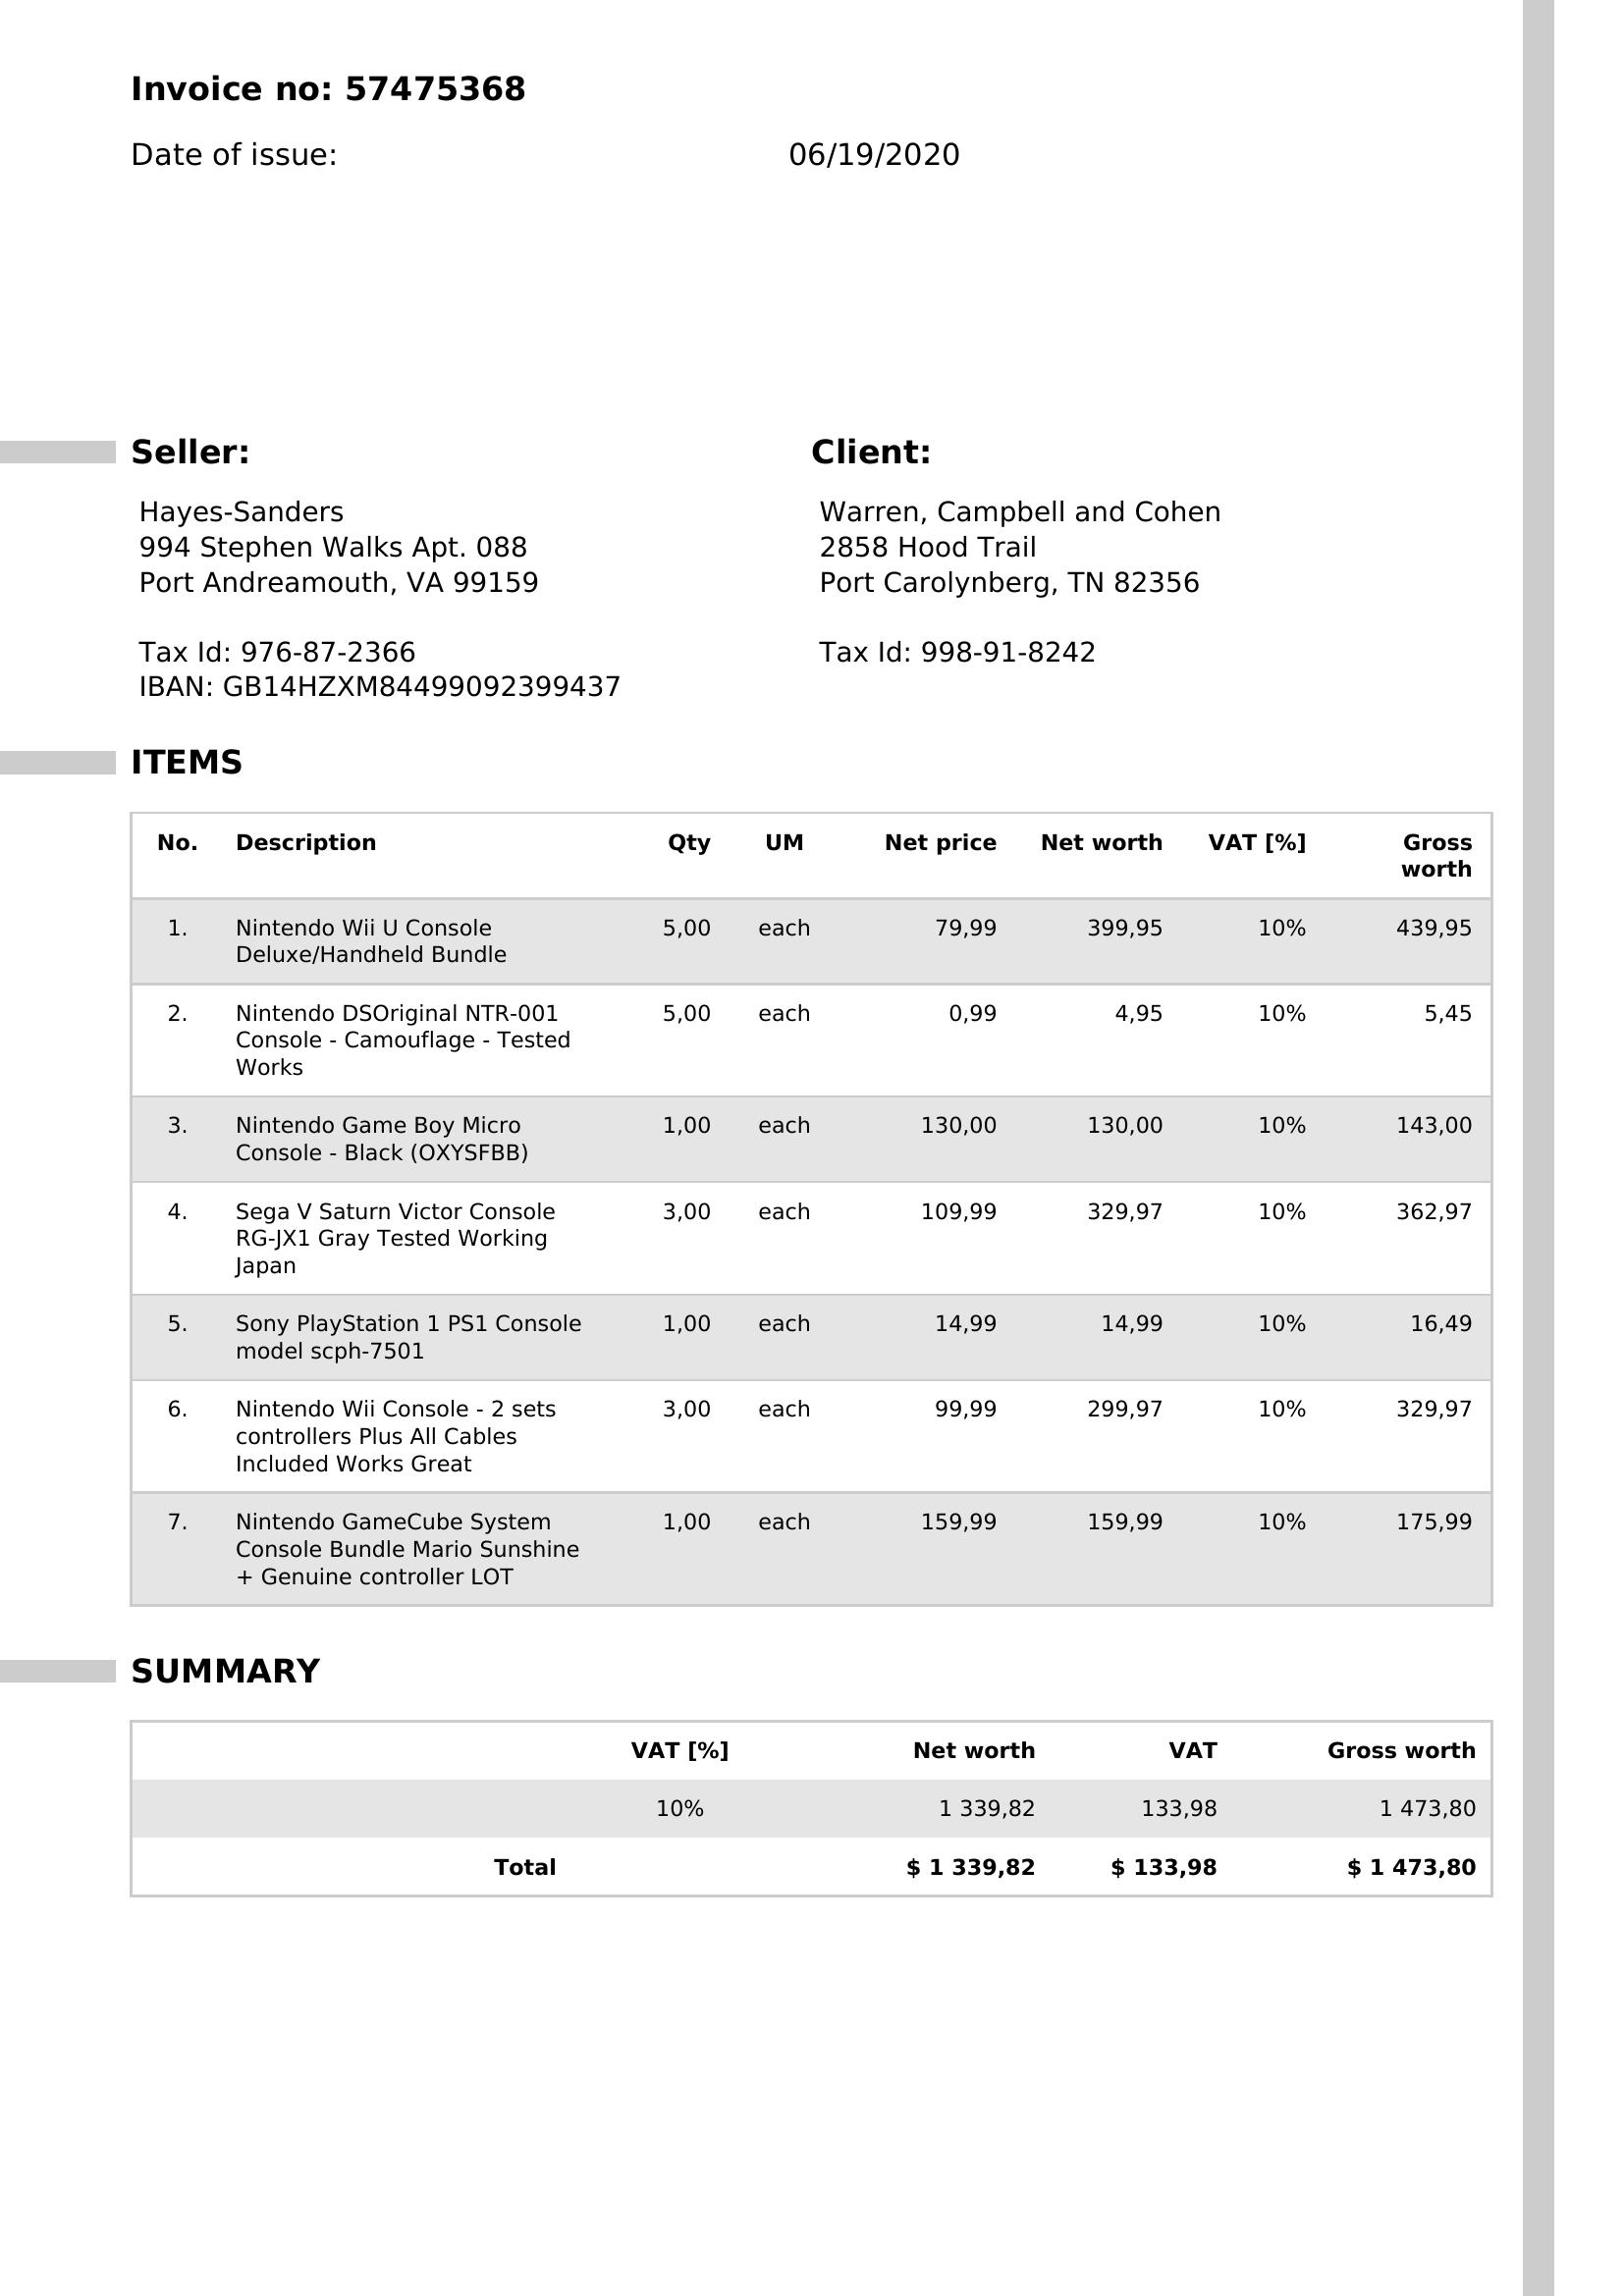 Invoice no: 57475368
Date of issue: 06/19/2020
Seller:
Hayes-Sanders
994 Stephen Walks Apt. 088
Port Andreamouth, VA 99159
Tax Id: 976-87-2366
IBAN: GB14HZXM84499092399437
Client:
Warren, Campbell and Cohen
2858 Hood Trail
Port Carolynberg, TN 82356
Tax Id: 998-91-8242
ITEMS
No. Description Qty UM Net price Net worth VAT [%] Gross
worth
1. Nintendo Wii U Console 5,00 each 79,99 399,95 10% 439,95
Deluxe/Handheld Bundle
2. Nintendo DSOriginal NTR-001 5,00 each 0,99 4,95 10% 5,45
Console - Camouflage - Tested
Works
3. Nintendo Game Boy Micro 1,00 each 130,00 130,00 10% 143,00
Console - Black (OXYSFBB)
4. Sega V Saturn Victor Console 3,00 each 109,99 329,97 10% 362,97
RG-JX1 Gray Tested Working
Japan
5. Sony PlayStation 1 PS1 Console 1,00 each 14,99 14,99 10% 16,49
model scph-7501
6. Nintendo Wii Console - 2 sets 3,00 each 99,99 299,97 10% 329,97
controllers Plus All Cables
Included Works Great
7. Nintendo GameCube System 1,00 each 159,99 159,99 10% 175,99
Console Bundle Mario Sunshine
+ Genuine controller LOT
SUMMARY
VAT [%] Net worth VAT Gross worth
10% 1 339,82 133,98 1 473,80
Total $ 1 339,82 $ 133,98 $ 1 473,80